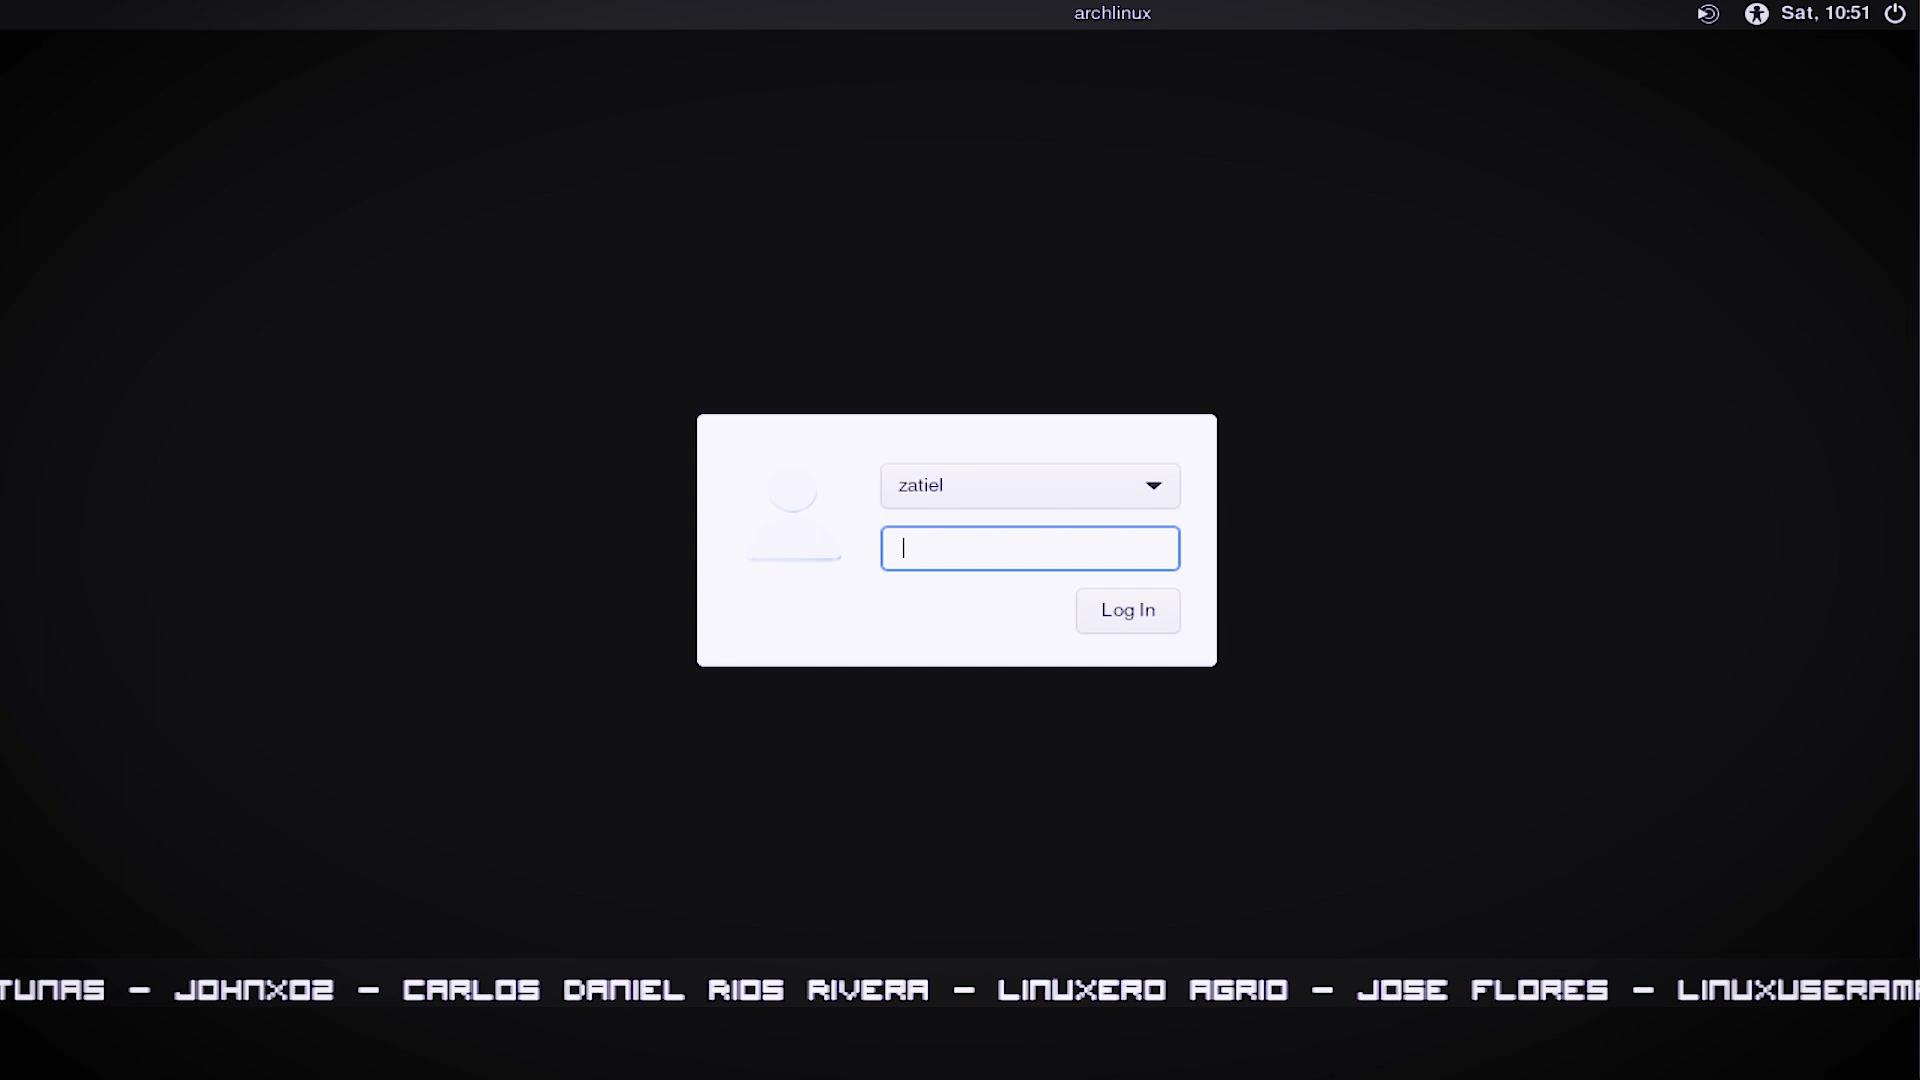 archlinux
Sat, 10:51
zatiel
Log In
TUNAS - JOHNX02 - CARLOS DANIEL RIOS RIVERA - LINUXERO AGRIO - JOSE FLORES - LINUXUSERAM